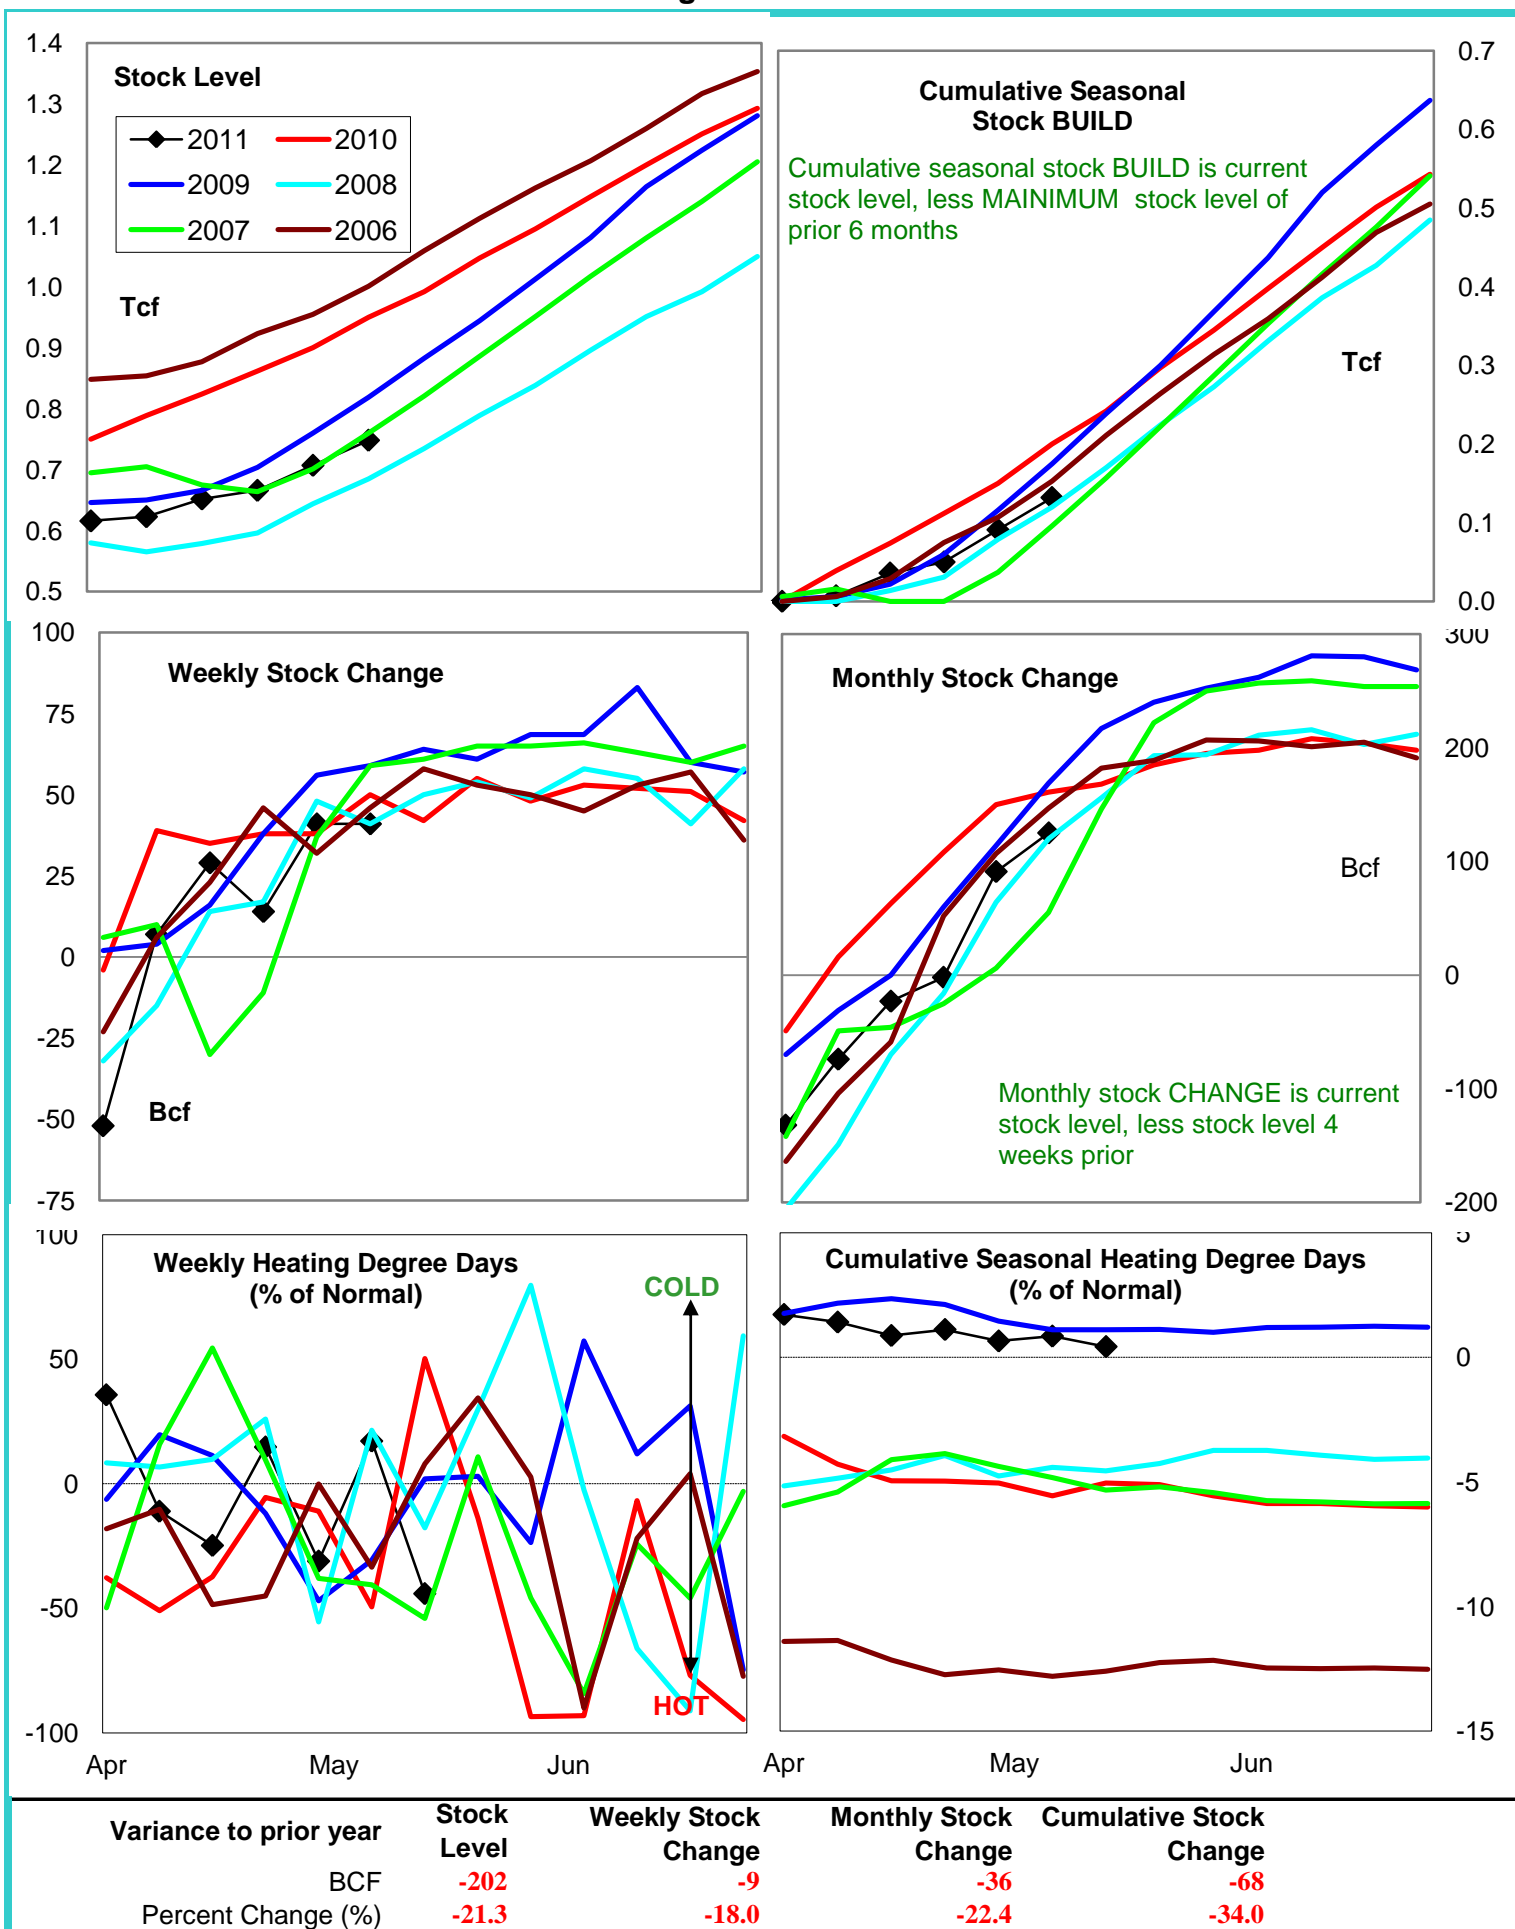 1.4
1.3
1.2
1.1
1.0
0.9
0.8
0.7
0.6
0.5
Stock Level
2011 2010
2009 2008
2007 2006
Tcf
Cumulative Seasonal
Stock BUILD
Cumulative seasonal stock BUILD is current
stock level, less MAINIMUM stock level of
prior 6 months
Tcf
0.7
0.6
0.5
0.4
0.3
0.2
0.1
0.0
100
75
50
25
0
-25
-50
-75
Weekly Stock Change
Bcf
Monthly Stock Change
Bcf
Monthly stock CHANGE is current
stock level, less stock level 4
weeks prior
300
200
100
0
-100
-200
100
50
0
-50
-100
Weekly Heating Degree Days
(% of Normal)
COLD
HOT
Apr May Jun
Cumulative Seasonal Heating Degree Days
(% of Normal)
5
0
-5
-10
-15
Apr May Jun
Variance to prior year Stock Level Weekly Stock Change Monthly Stock Change Cumulative Stock Change
BCF -202 -9 -36 -68
Percent Change (%) -21.3 -18.0 -22.4 -34.0